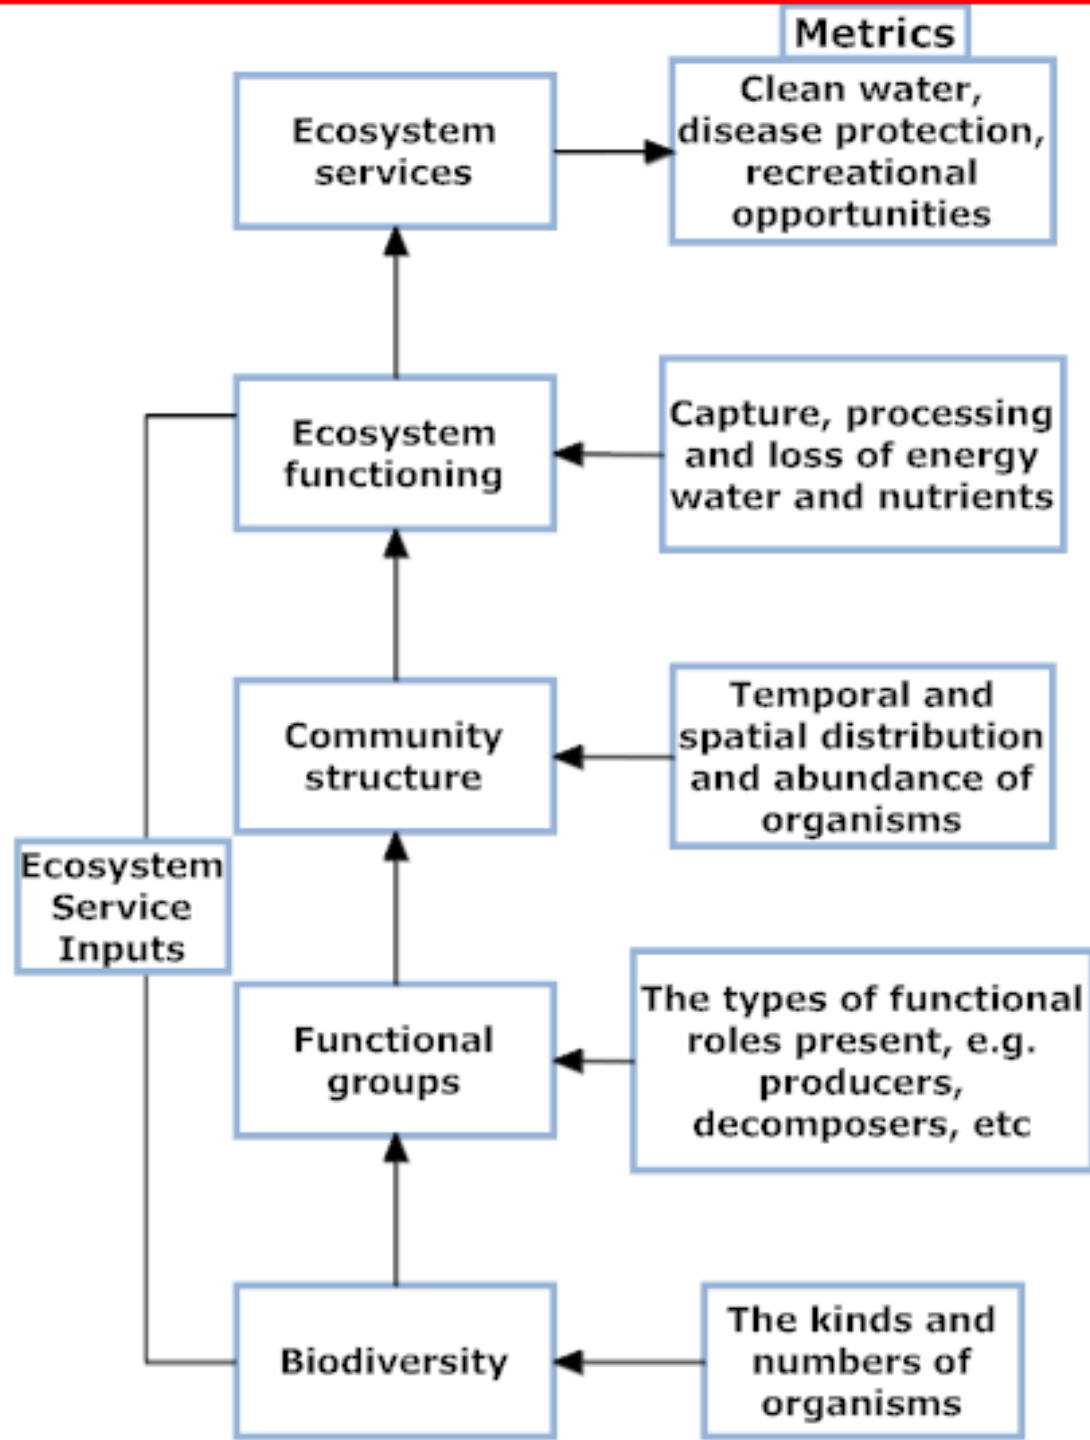 Metrics
Ecosystem
services
Clean water,
disease protection,
recreational
opportunities
Ecosystem
functioning
Capture, processing
and loss of energy
water and nutrients
Community
structure
Temporal and
spatial distribution
and abundance of
organisms
Ecosystem
Service
Inputs
Functional
groups
The types of functional
roles present, e.g.
producers,
decomposers, etc
Biodiversity
The kinds and
numbers of
organisms